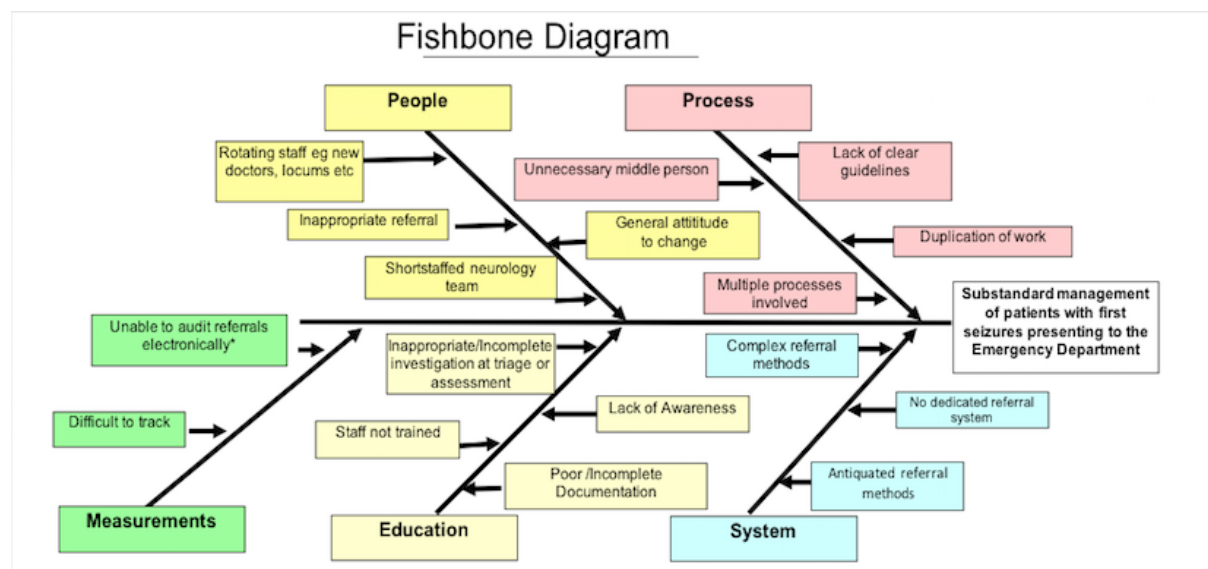 Fishbone Diagram
People
Process
Rotating staff eg new
doctors, locums etc
Lack of clear
guidelines
Unnecessary middle person
Inappropriate referral
General attitiude
to change
Duplication of work
Shortstaffed neurology
team
Multiple processes
involved
Substandard management
of patients with first
seizures presenting to the
Emergency Department
Unable to audit referrals
electronically*
Inappropriate/Incomplete
investigation at triage or
assessment
Complex referral
methods
Difficult to track
Lack of Awareness
No dedicated referral
system
Staff not trained
Poor /Incomplete
Documentation
Antiquated referral
methods
Measurements
Education
System